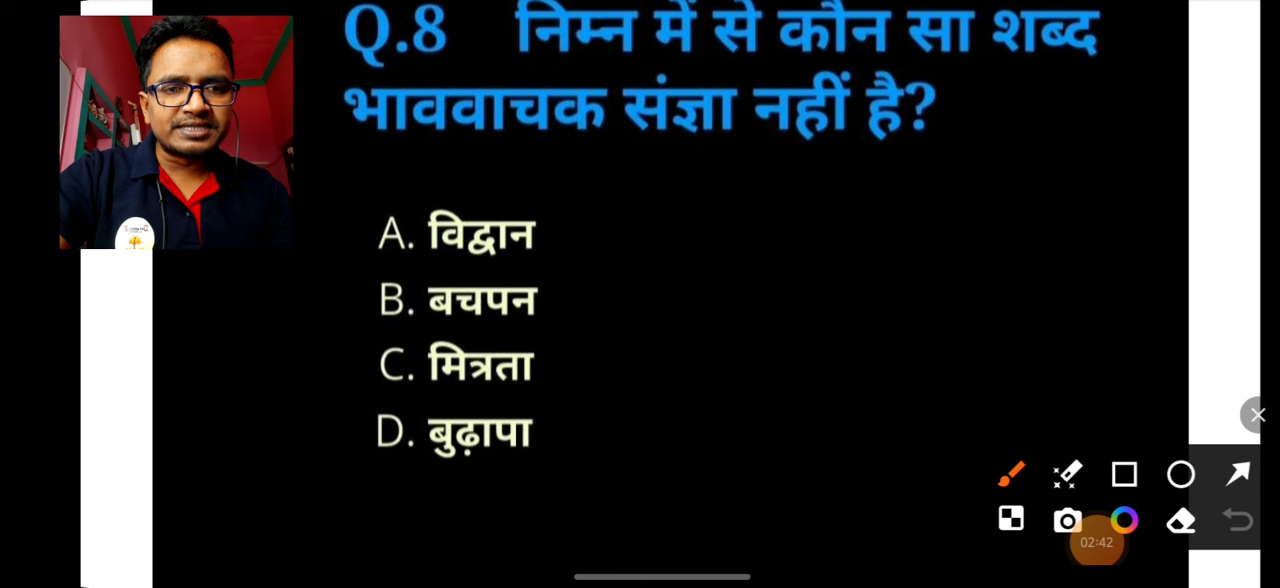 Q.8 निम्न में से कौन सा शब्द
भाववाचक संज्ञा नहीं है?
A. विद्वान
B. बचपन
C. मित्रता
D. बुढ़ापा
02:42